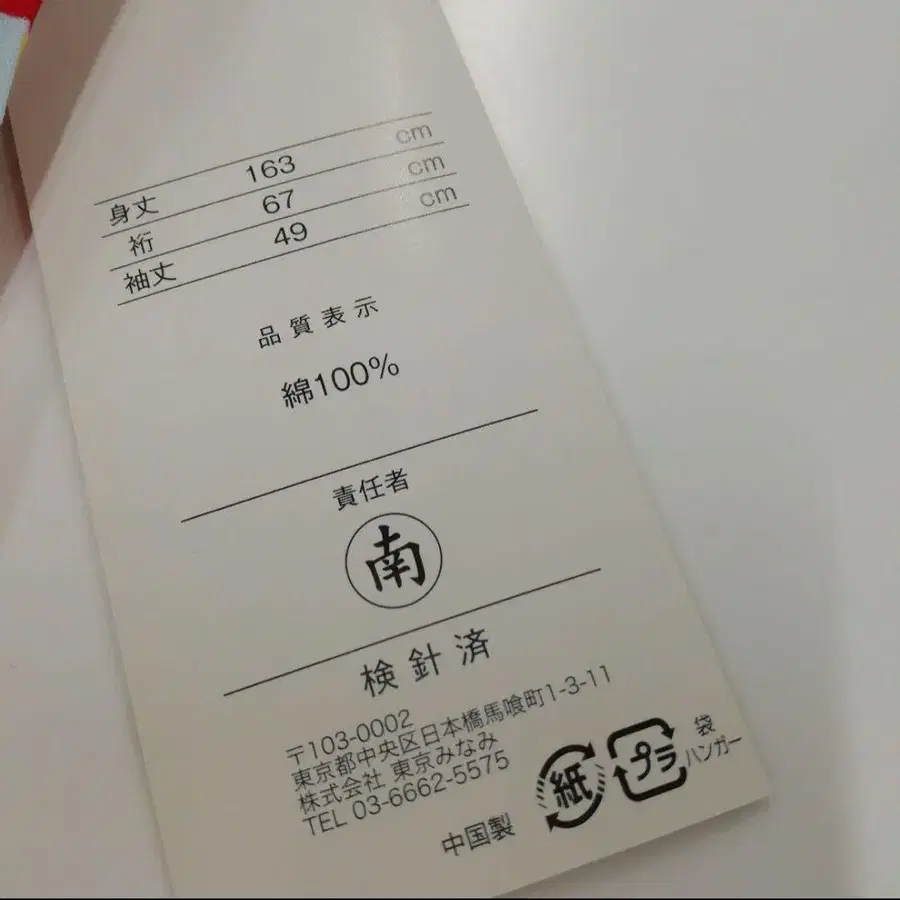 身丈 163 cm
裄 67 cm
袖丈 49 cm
品質表示
綿100%
責任者
南
検針済
〒103-0002
東京都中央区日本橋馬喰町1-3-11
株式会社 東京みなみ
TEL 03-6662-5575
中国製
紙
プラ
袋
ハンガー